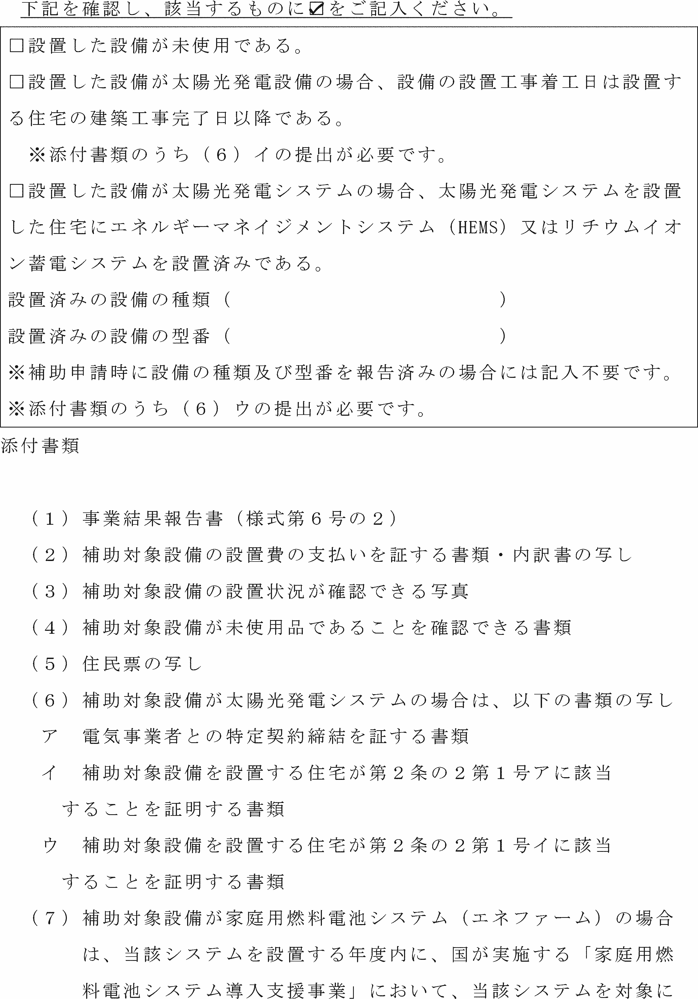 下記を確認し、該当するものに☑をご記入ください。
□設置した設備が未使用である。
□設置した設備が太陽光発電設備の場合、設備の設置工事着工日は設置す
る住宅の建築工事完了日以降である。
※添付書類のうち（６）イの提出が必要です。
□設置した設備が太陽光発電システムの場合、太陽光発電システムを設置
した住宅にエネルギーマネイジメントシステム（HEMS）又はリチウムイオ
ン蓄電システムを設置済みである。
設置済みの設備の種類（　　　　　　　　　　　　　）
設置済みの設備の型番（　　　　　　　　　　　　　）
※補助申請時に設備の種類及び型番を報告済みの場合には記入不要です。
※添付書類のうち（６）ウの提出が必要です。
添付書類
（１）事業結果報告書（様式第６号の２）
（２）補助対象設備の設置費の支払いを証する書類・内訳書の写し
（３）補助対象設備の設置状況が確認できる写真
（４）補助対象設備が未使用品であることを確認できる書類
（５）住民票の写し
（６）補助対象設備が太陽光発電システムの場合は、以下の書類の写し
ア　電気事業者との特定契約締結を証する書類
イ　補助対象設備を設置する住宅が第２条の２第１号アに該当
することを証明する書類
ウ　補助対象設備を設置する住宅が第２条の２第１号イに該当
することを証明する書類
（７）補助対象設備が家庭用燃料電池システム（エネファーム）の場合
は、当該システムを設置する年度内に、国が実施する「家庭用燃
料電池システム導入支援事業」において、当該システムを対象に